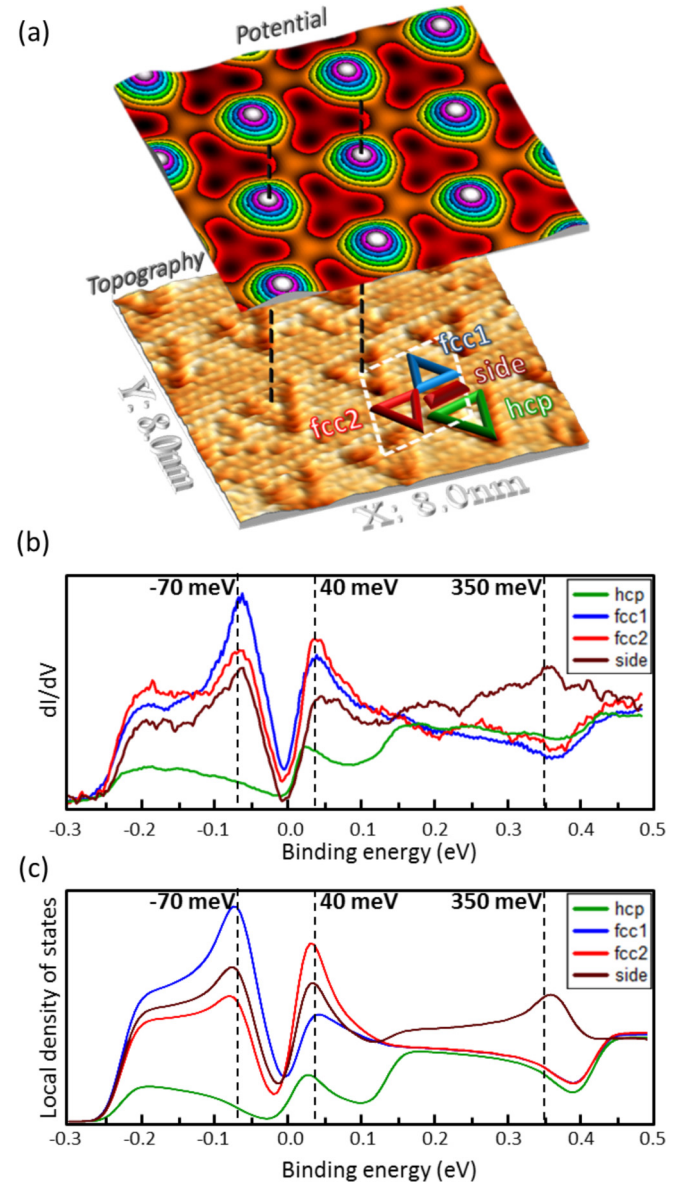 (a)
Potential
Topography
fcc1
side
fcc2
hcp
Y: 8.0nm
X: 8.0nm
(b)
-70 meV 40 meV 350 meV
hcp
fcc1
fcc2
side
dI/dV
-0.3 -0.2 -0.1 0.0 0.1 0.2 0.3 0.4 0.5
Binding energy (eV)
(c)
-70 meV 40 meV 350 meV
hcp
fcc1
fcc2
side
Local density of states
-0.3 -0.2 -0.1 0.0 0.1 0.2 0.3 0.4 0.5
Binding energy (eV)